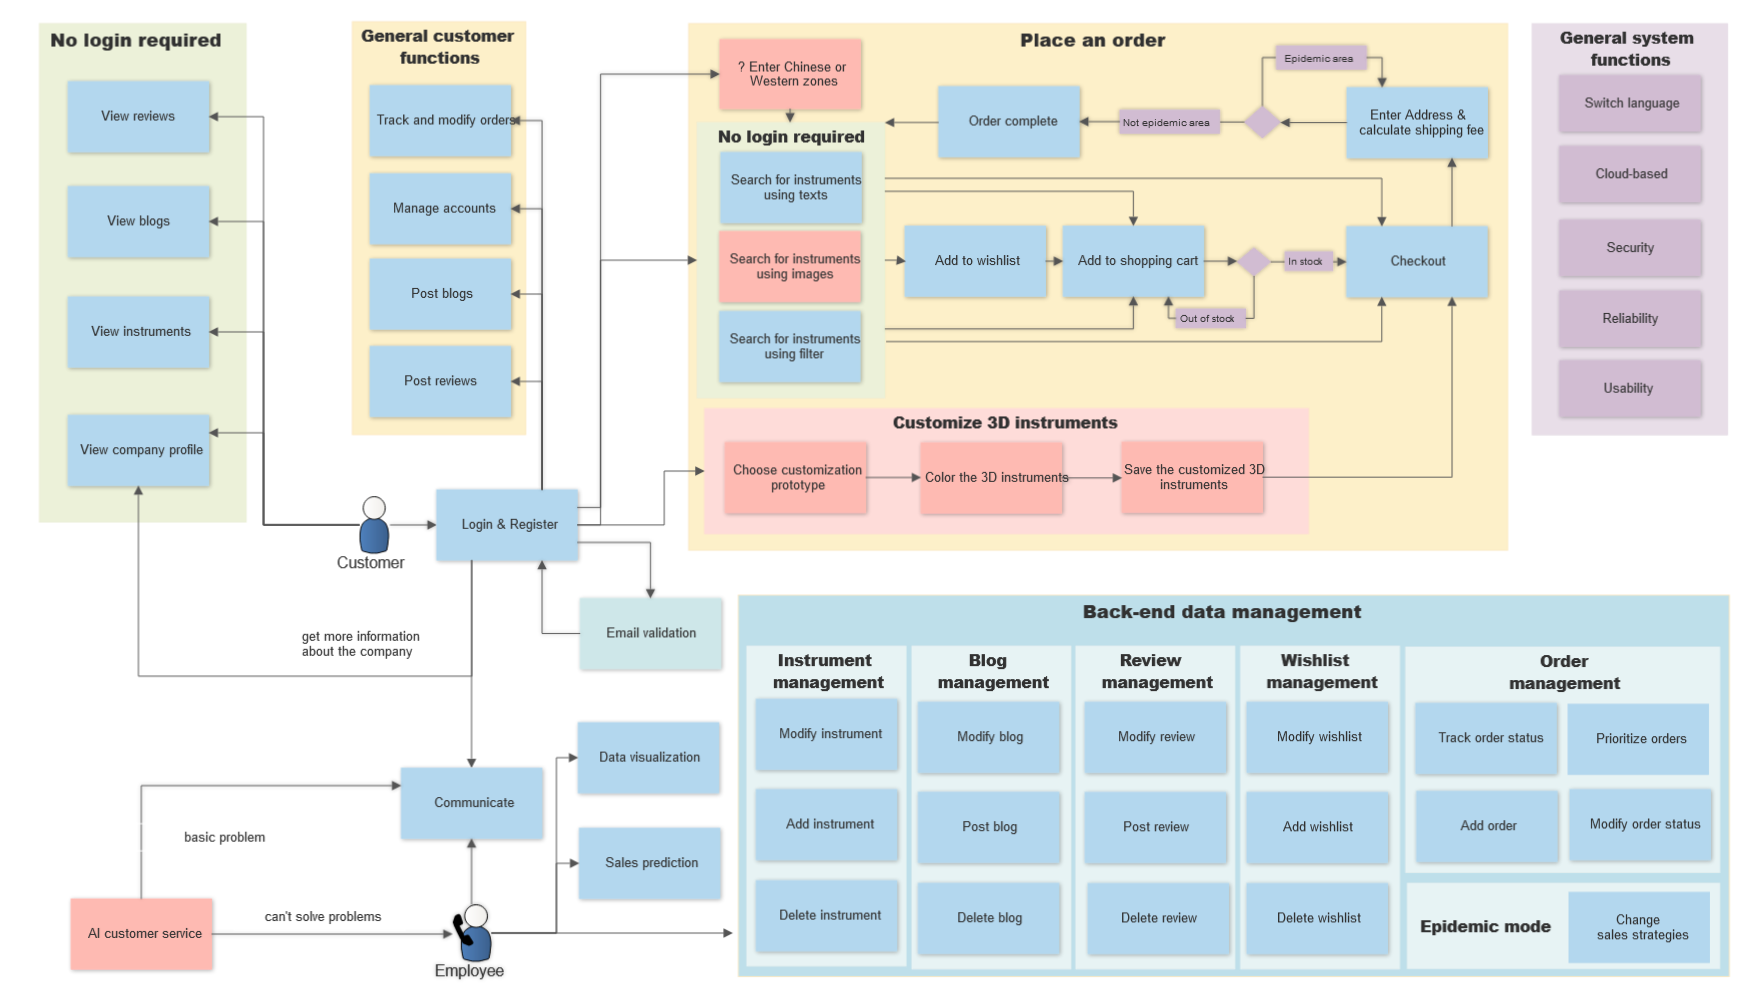 No login required
View reviews
View blogs
View instruments
View company profile
General customer
functions
Track and modify orders
Manage accounts
Post blogs
Post reviews
Place an order
? Enter Chinese or
Western zones
No login required
Search for instruments
using texts
Search for instruments
using images
Search for instruments
using filter
Order complete
Not epidemic area
Epidemic area
Enter Address &
calculate shipping fee
Add to wishlist
Add to shopping cart
In stock
Out of stock
Checkout
Customize 3D instruments
Choose customization
prototype
Color the 3D instruments
Save the customized 3D
instruments
General system
functions
Switch language
Cloud-based
Security
Reliability
Usability
Customer
Login & Register
Email validation
get more information
about the company
Communicate
basic problem
AI customer service
can't solve problems
Employee
Data visualization
Sales prediction
Back-end data management
Instrument
management
Modify instrument
Add instrument
Delete instrument
Blog
management
Modify blog
Post blog
Delete blog
Review
management
Modify review
Post review
Delete review
Wishlist
management
Modify wishlist
Add wishlist
Delete wishlist
Order
management
Track order status
Prioritize orders
Add order
Modify order status
Epidemic mode
Change
sales strategies